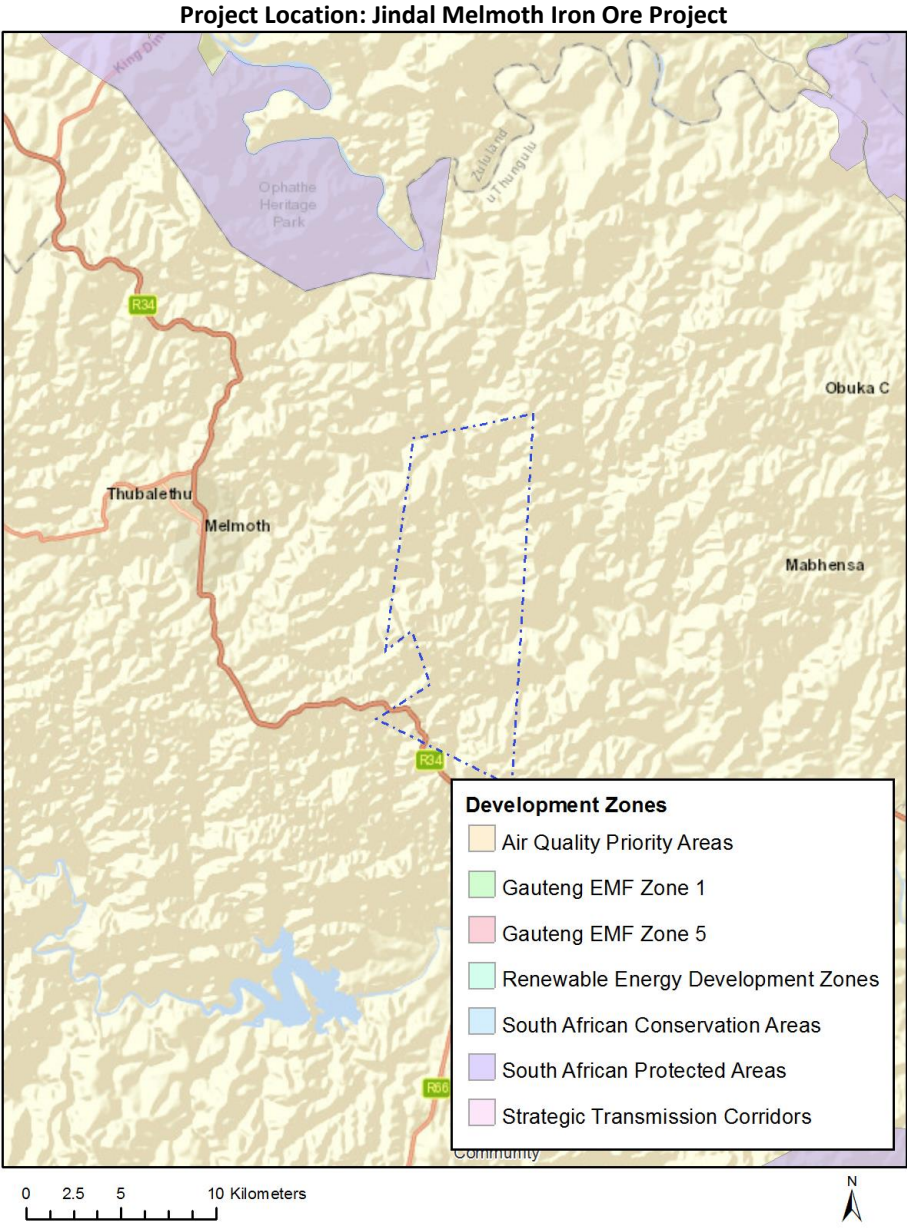 Project Location: Jindal Melmoth Iron Ore Project
Zululand
uThungulu
Ophathe
Heritage
Park
R34
Obuka C
Thubalethu
Melmoth
Mabhensa
R34
Development Zones
Air Quality Priority Areas
Gauteng EMF Zone 1
Gauteng EMF Zone 5
Renewable Energy Development Zones
South African Conservation Areas
South African Protected Areas
Strategic Transmission Corridors
R66
Community
0 2.5 5 10 Kilometers
N